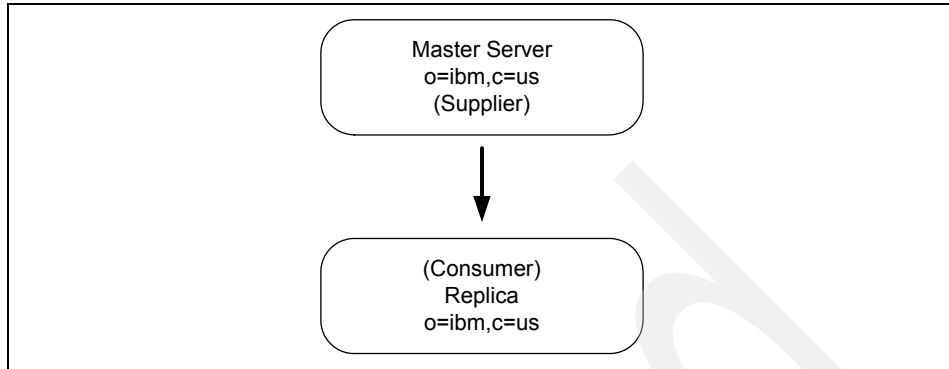 Master Server
o=ibm,c=us
(Supplier)
(Consumer)
Replica
o=ibm,c=us